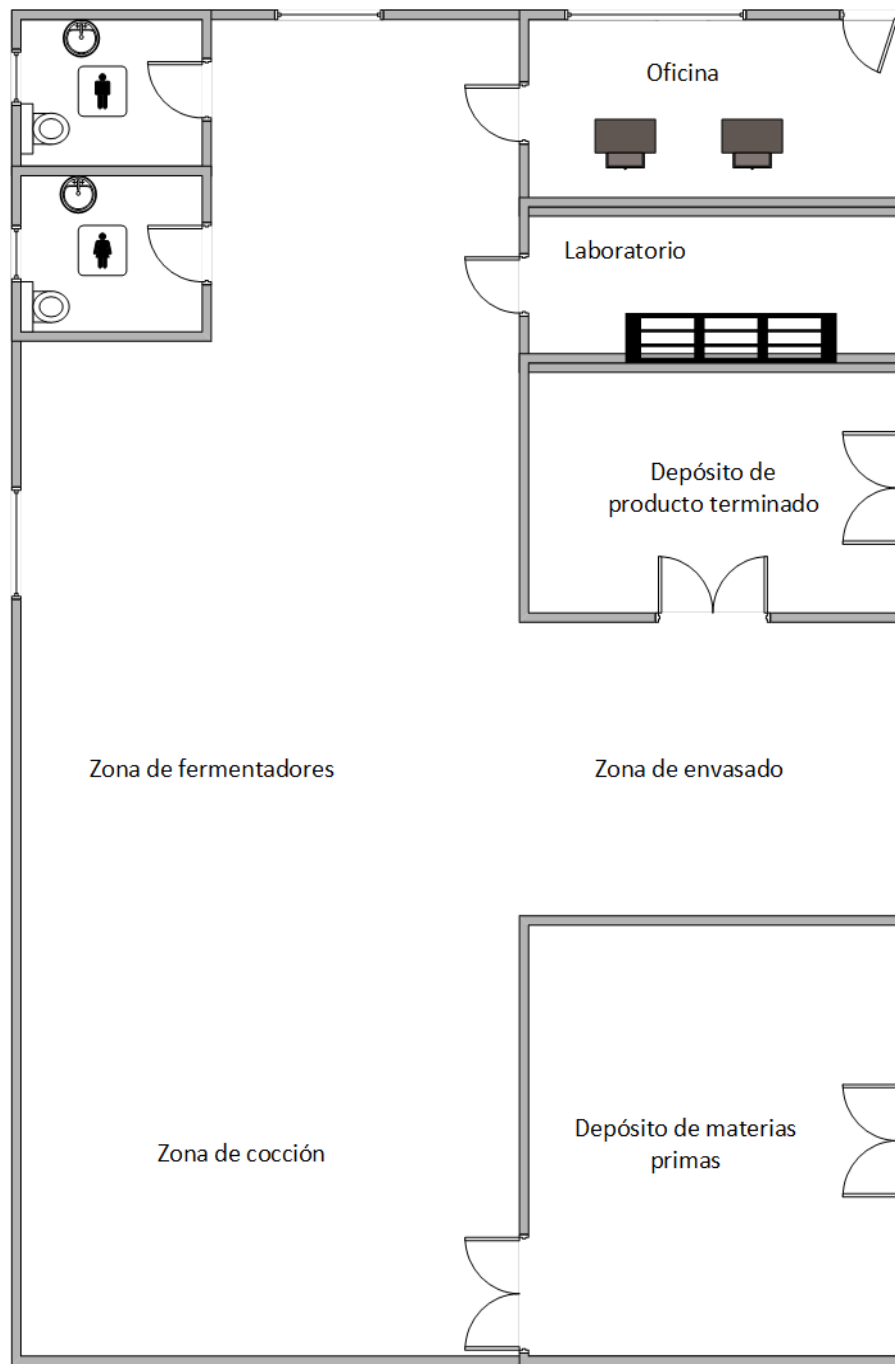 Oficina
Laboratorio
Depósito de
producto terminado
Zona de fermentadores
Zona de envasado
Zona de cocción
Depósito de materias
primas